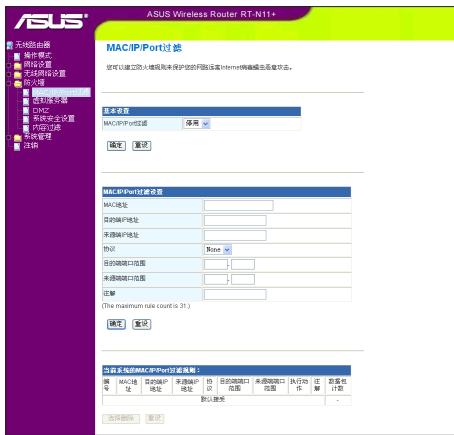 ASUS
ASUS Wireless Router RT-N11+
无线路由器
操作模式
网络设置
无线网络设置
防火墙
MAC/IP/Port过滤
虚拟服务器
DMZ
系统安全设置
内容过滤
系统管理
注销
MAC/IP/Port过滤
您可以建立防火墙规则来保护您的网路远离Internet病毒蠕虫恶意攻击。
基本设置
MAC/IP/Port过滤
停用
确定 重设
MAC/IP/Port过滤设置
MAC地址
目的端IP地址
来源端IP地址
协议
None
目的端端口范围
-
来源端端口范围
-
注解
(The maximum rule count is 31.)
确定 重设
当前系统的MAC/IP/Port过滤规则：
编号 MAC地址 目的端IP地址 来源端IP地址 协议 目的端端口范围 来源端端口范围 执行动作 注解 数据包计数
默认接受 -
选择删除 重设